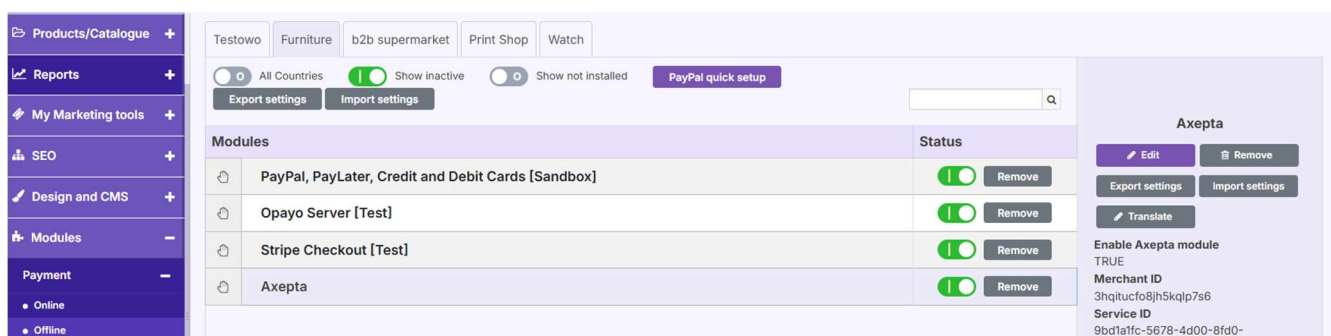 Products/Catalogue +
Reports +
My Marketing tools +
SEO +
Design and CMS +
Modules −
Payment −
Online
Offline
Testowo Furniture b2b supermarket Print Shop Watch
All Countries Show inactive Show not installed PayPal quick setup
Export settings Import settings
Modules Status
PayPal, PayLater, Credit and Debit Cards [Sandbox] Remove
Opayo Server [Test] Remove
Stripe Checkout [Test] Remove
Axepta Remove
Axepta
Edit Remove
Export settings Import settings
Translate
Enable Axepta module
TRUE
Merchant ID
3hqitucfo8jh5kqlp7s6
Service ID
9bd1a1fc-5678-4d00-8fd0-